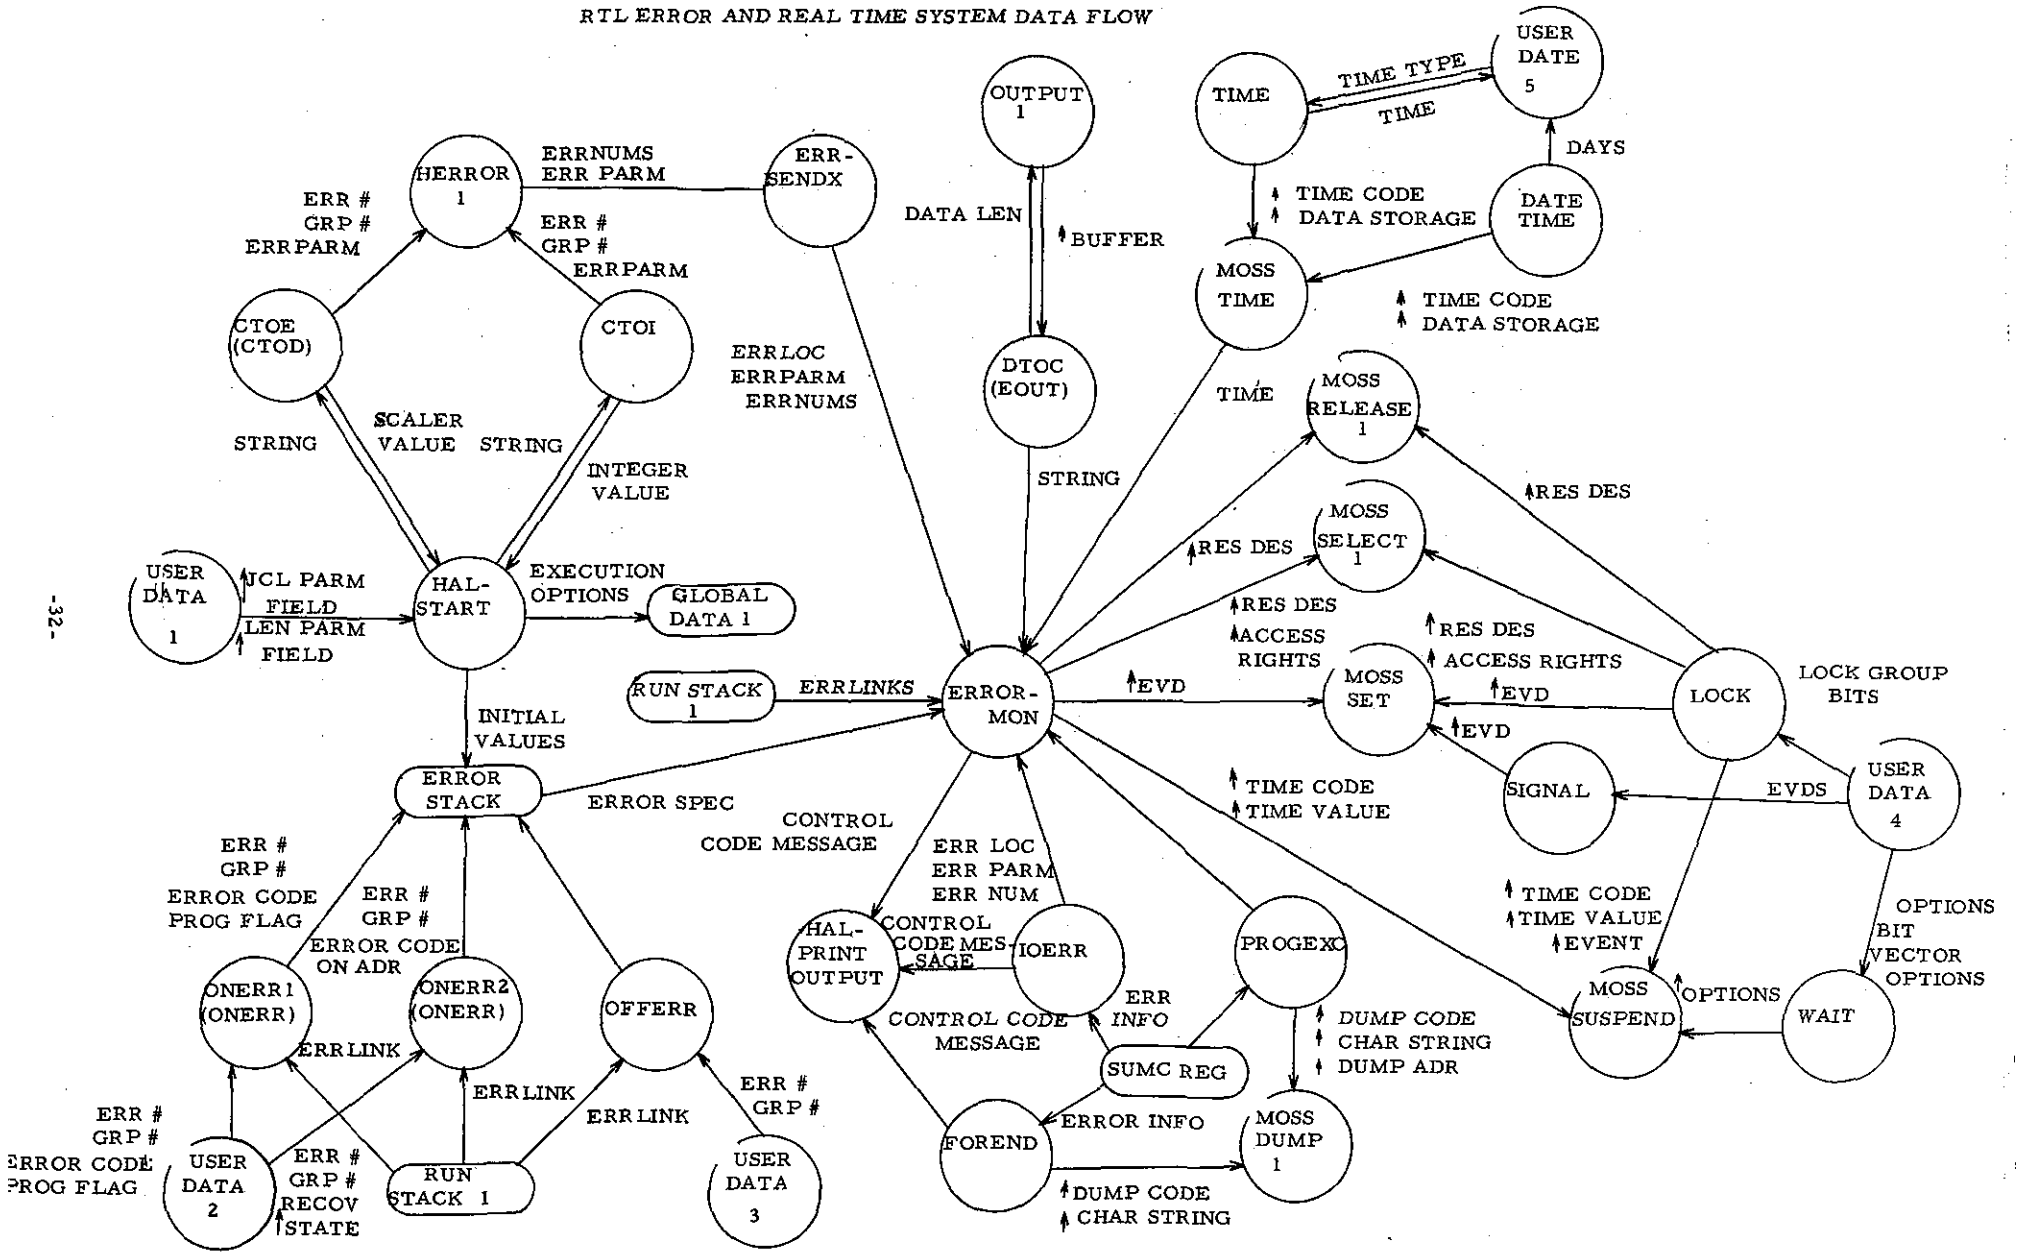 RTL ERROR AND REAL TIME SYSTEM DATA FLOW
USER
DATE
5
TIME TYPE
TIME
TIME
OUTPUT
1
DAYS
ERR-
SENDX
ERRNUMS
ERR PARM
HERROR
1
ERR #
GRP #
ERRPARM
ERR #
GRP #
ERRPARM
DATA LEN
BUFFER
TIME CODE
DATA STORAGE
DATE
TIME
MOSS
TIME
TIME CODE
DATA STORAGE
CTOE
(CTOD)
CTOI
ERRLOC
ERRPARM
ERRNUMS
DTOC
(EOUT)
TIME
MOSS
RELEASE
1
STRING
SCALER
VALUE
STRING
INTEGER
VALUE
STRING
RES DES
MOSS
SELECT
1
RES DES
USER
DATA
1
JCL PARM
FIELD
LEN PARM
FIELD
HAL-
START
EXECUTION
OPTIONS
GLOBAL
DATA 1
RES DES
ACCESS
RIGHTS
RES DES
ACCESS RIGHTS
-32-
RUN STACK
1
ERRLINKS
ERROR-
MON
EVD
MOSS
SET
EVD
EVD
LOCK
LOCK GROUP
BITS
INITIAL
VALUES
ERROR
STACK
ERROR SPEC
TIME CODE
TIME VALUE
SIGNAL
EVDS
USER
DATA
4
CONTROL
CODE MESSAGE
ERR LOC
ERR PARM
ERR NUM
ERR #
GRP #
ERROR CODE
PROG FLAG
ERR #
GRP #
ERROR CODE
ON ADR
HAL-
PRINT
OUTPUT
CONTROL
CODE MES-
SAGE
IOERR
PROGEXC
TIME CODE
TIME VALUE
EVENT
OPTIONS
BIT
VECTOR
OPTIONS
ONERR1
(ONERR)
ONERR2
(ONERR)
OFFERR
ERR
INFO
CONTROL CODE
MESSAGE
DUMP CODE
CHAR STRING
DUMP ADR
MOSS
SUSPEND
OPTIONS
WAIT
ERRLINK
ERRLINK
ERRLINK
SUMC REG
ERR #
GRP #
ERROR INFO
FOREND
MOSS
DUMP
1
ERR #
GRP #
ERROR CODE
PROG FLAG
USER
DATA
2
ERR #
GRP #
RECOV
STATE
RUN
STACK 1
USER
DATA
3
DUMP CODE
CHAR STRING